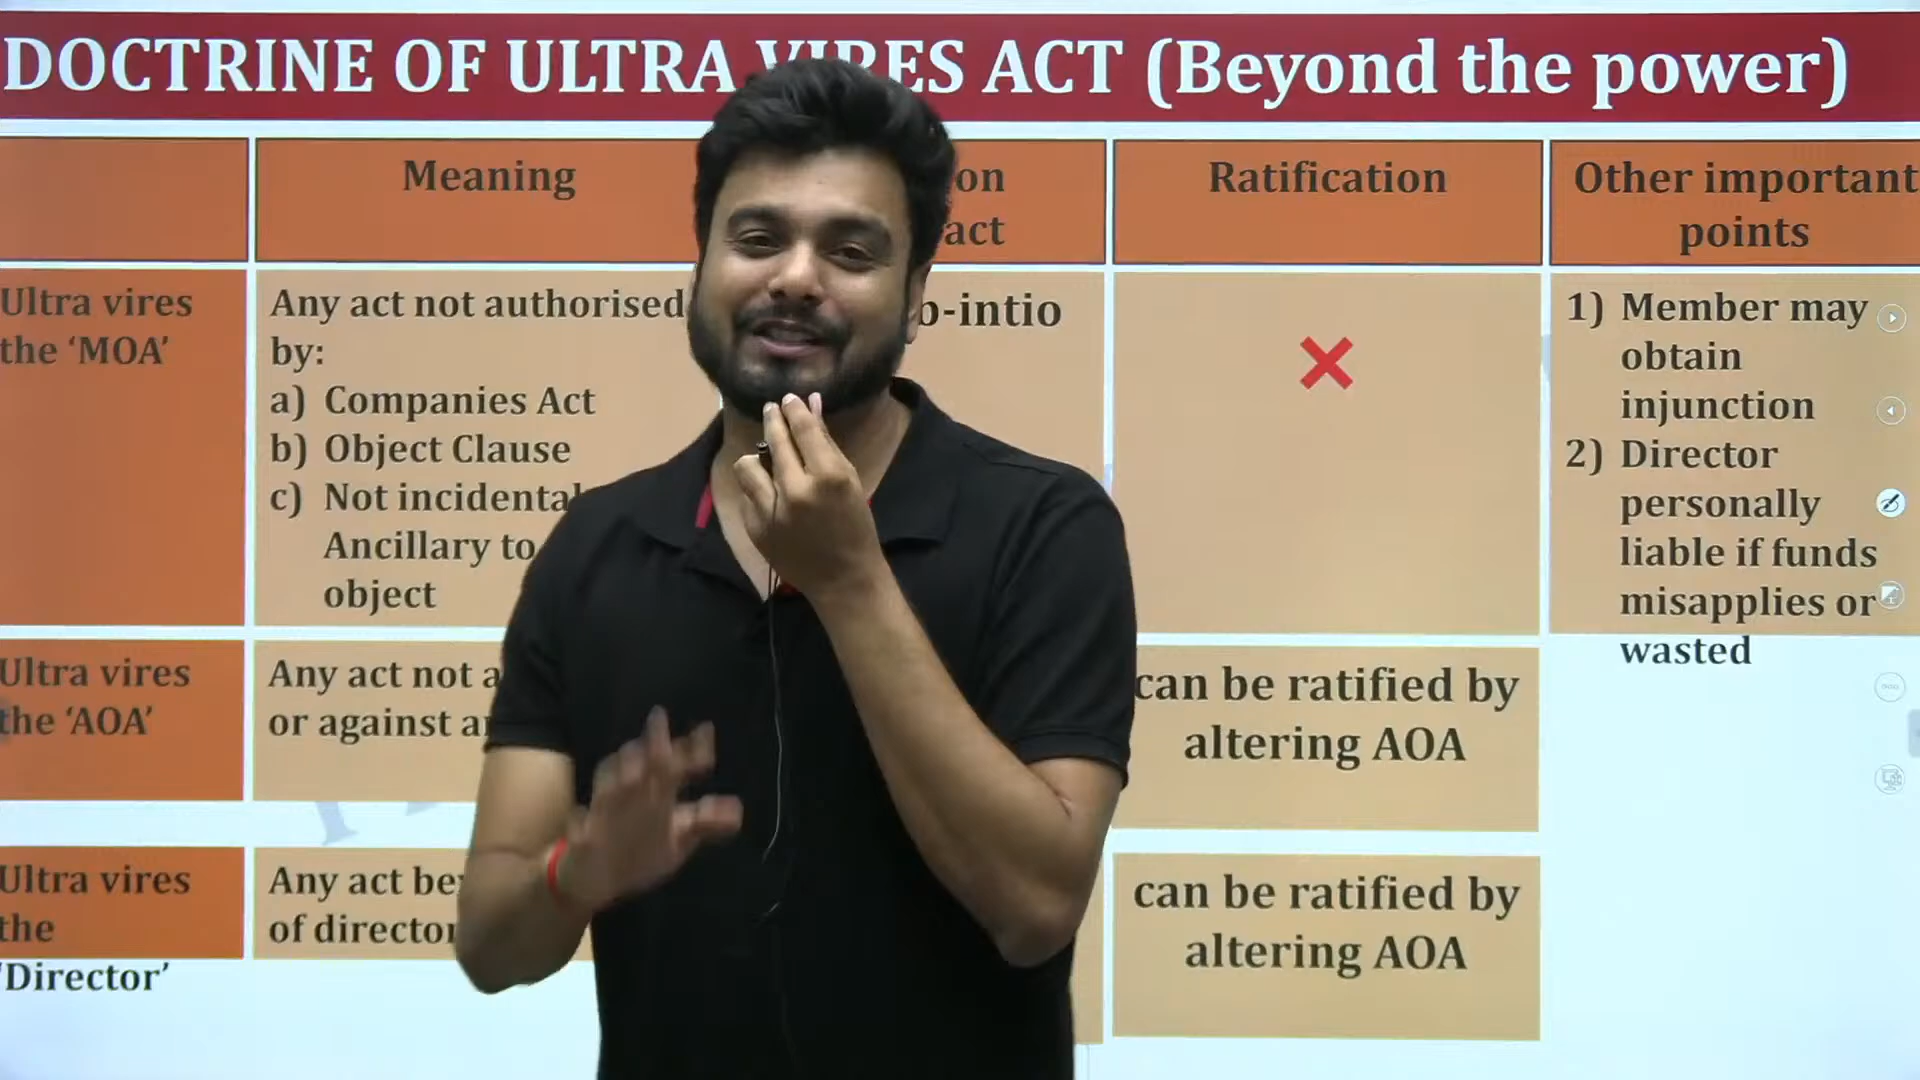 DOCTRINE OF ULTRA VIRES ACT (Beyond the power)
Meaning
on
act
Ratification
Other important
points
Ultra vires
the ‘MOA’
Any act not authorised
by:
a) Companies Act
b) Object Clause
c) Not incidental
Ancillary to
object
b-intio
1) Member may
obtain
injunction
2) Director
personally
liable if funds
misapplies or
wasted
Ultra vires
the ‘AOA’
Any act not a
or against a
can be ratified by
altering AOA
Ultra vires
the
‘Director’
Any act be
of director
can be ratified by
altering AOA